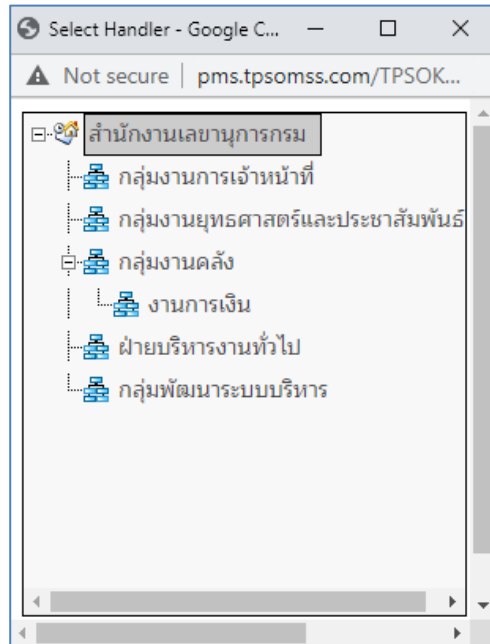 Select Handler - Google C...
Not secure | pms.tpsomss.com/TPSOK...
สำนักงานเลขานุการกรม
กลุ่มงานการเจ้าหน้าที่
กลุ่มงานยุทธศาสตร์และประชาสัมพันธ์
กลุ่มงานคลัง
งานการเงิน
ฝ่ายบริหารงานทั่วไป
กลุ่มพัฒนาระบบบริหาร